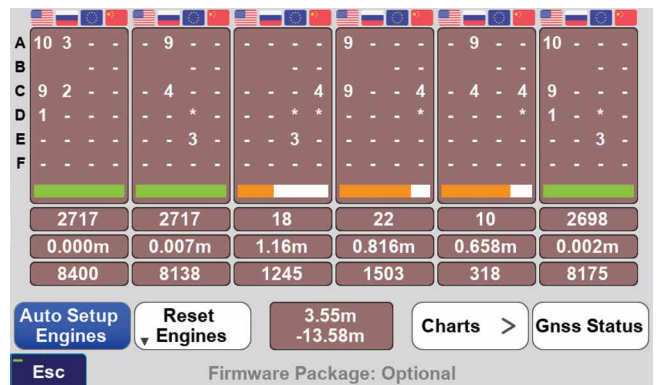 A 10 3 - - - 9 - - - - - - 9 - - - - 9 - - 10 - - -
B - - - - - - - - - - - -
C 9 2 - - - 4 - - - - - 4 9 - - 4 - 4 - 4 9 - - -
D 1 - - - - - * - - - * * - - - * - - - * 1 - * -
E - - - - - - 3 - - - 3 - - - - - - - - - - - 3 -
F - - - - - - - - - - - - - - - - - - - - - - - -
2717 2717 18 22 10 2698
0.000m 0.007m 1.16m 0.816m 0.658m 0.002m
8400 8138 1245 1503 318 8175
Auto Setup
Engines
Reset
Engines
3.55m
-13.58m
Charts >
Gnss Status
Esc
Firmware Package: Optional